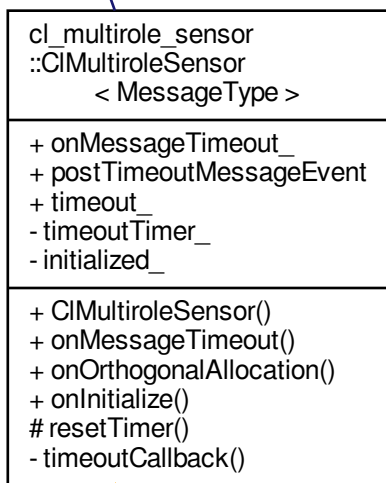 cl_multirole_sensor
::ClMultiroleSensor
< MessageType >
+ onMessageTimeout_
+ postTimeoutMessageEvent
+ timeout_
- timeoutTimer_
- initialized_
+ ClMultiroleSensor()
+ onMessageTimeout()
+ onOrthogonalAllocation()
+ onInitialize()
# resetTimer()
- timeoutCallback()